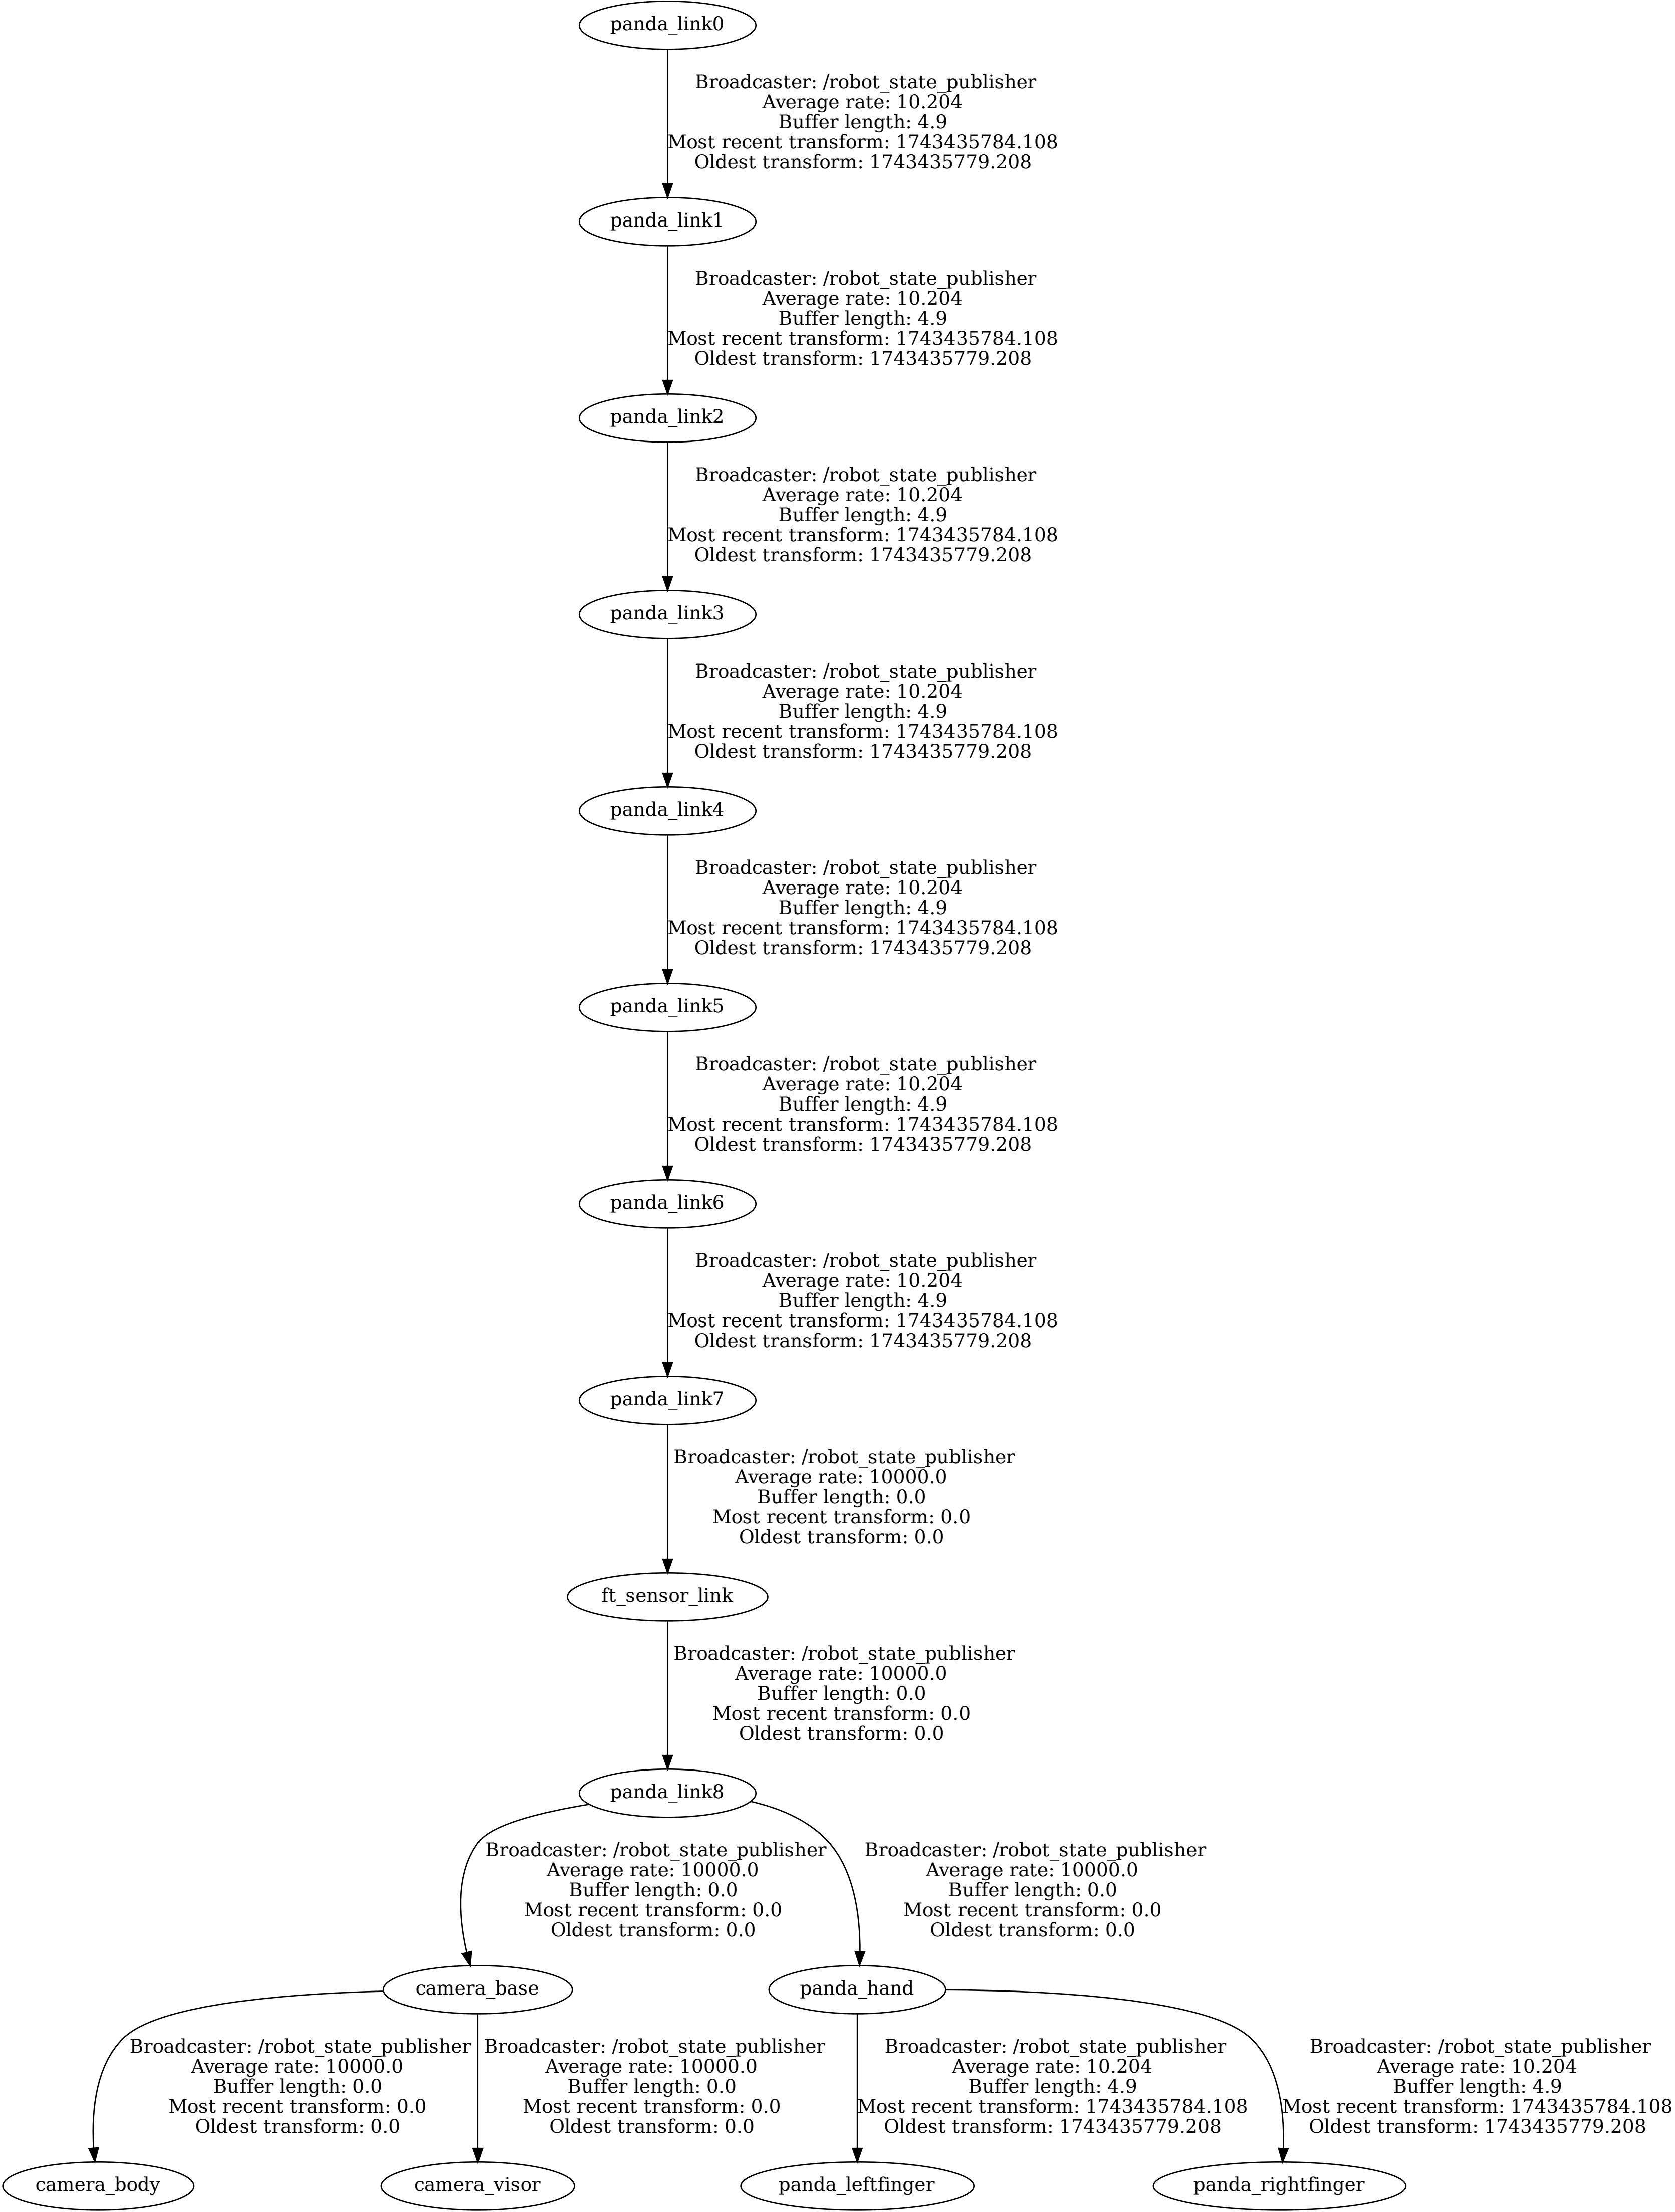 panda_link0
Broadcaster: /robot_state_publisher
Average rate: 10.204
Buffer length: 4.9
Most recent transform: 1743435784.108
Oldest transform: 1743435779.208
panda_link1
Broadcaster: /robot_state_publisher
Average rate: 10.204
Buffer length: 4.9
Most recent transform: 1743435784.108
Oldest transform: 1743435779.208
panda_link2
Broadcaster: /robot_state_publisher
Average rate: 10.204
Buffer length: 4.9
Most recent transform: 1743435784.108
Oldest transform: 1743435779.208
panda_link3
Broadcaster: /robot_state_publisher
Average rate: 10.204
Buffer length: 4.9
Most recent transform: 1743435784.108
Oldest transform: 1743435779.208
panda_link4
Broadcaster: /robot_state_publisher
Average rate: 10.204
Buffer length: 4.9
Most recent transform: 1743435784.108
Oldest transform: 1743435779.208
panda_link5
Broadcaster: /robot_state_publisher
Average rate: 10.204
Buffer length: 4.9
Most recent transform: 1743435784.108
Oldest transform: 1743435779.208
panda_link6
Broadcaster: /robot_state_publisher
Average rate: 10.204
Buffer length: 4.9
Most recent transform: 1743435784.108
Oldest transform: 1743435779.208
panda_link7
Broadcaster: /robot_state_publisher
Average rate: 10000.0
Buffer length: 0.0
Most recent transform: 0.0
Oldest transform: 0.0
ft_sensor_link
Broadcaster: /robot_state_publisher
Average rate: 10000.0
Buffer length: 0.0
Most recent transform: 0.0
Oldest transform: 0.0
panda_link8
Broadcaster: /robot_state_publisher
Average rate: 10000.0
Buffer length: 0.0
Most recent transform: 0.0
Oldest transform: 0.0
Broadcaster: /robot_state_publisher
Average rate: 10000.0
Buffer length: 0.0
Most recent transform: 0.0
Oldest transform: 0.0
camera_base
panda_hand
Broadcaster: /robot_state_publisher
Average rate: 10000.0
Buffer length: 0.0
Most recent transform: 0.0
Oldest transform: 0.0
Broadcaster: /robot_state_publisher
Average rate: 10000.0
Buffer length: 0.0
Most recent transform: 0.0
Oldest transform: 0.0
Broadcaster: /robot_state_publisher
Average rate: 10.204
Buffer length: 4.9
Most recent transform: 1743435784.108
Oldest transform: 1743435779.208
Broadcaster: /robot_state_publisher
Average rate: 10.204
Buffer length: 4.9
Most recent transform: 1743435784.108
Oldest transform: 1743435779.208
camera_body
camera_visor
panda_leftfinger
panda_rightfinger